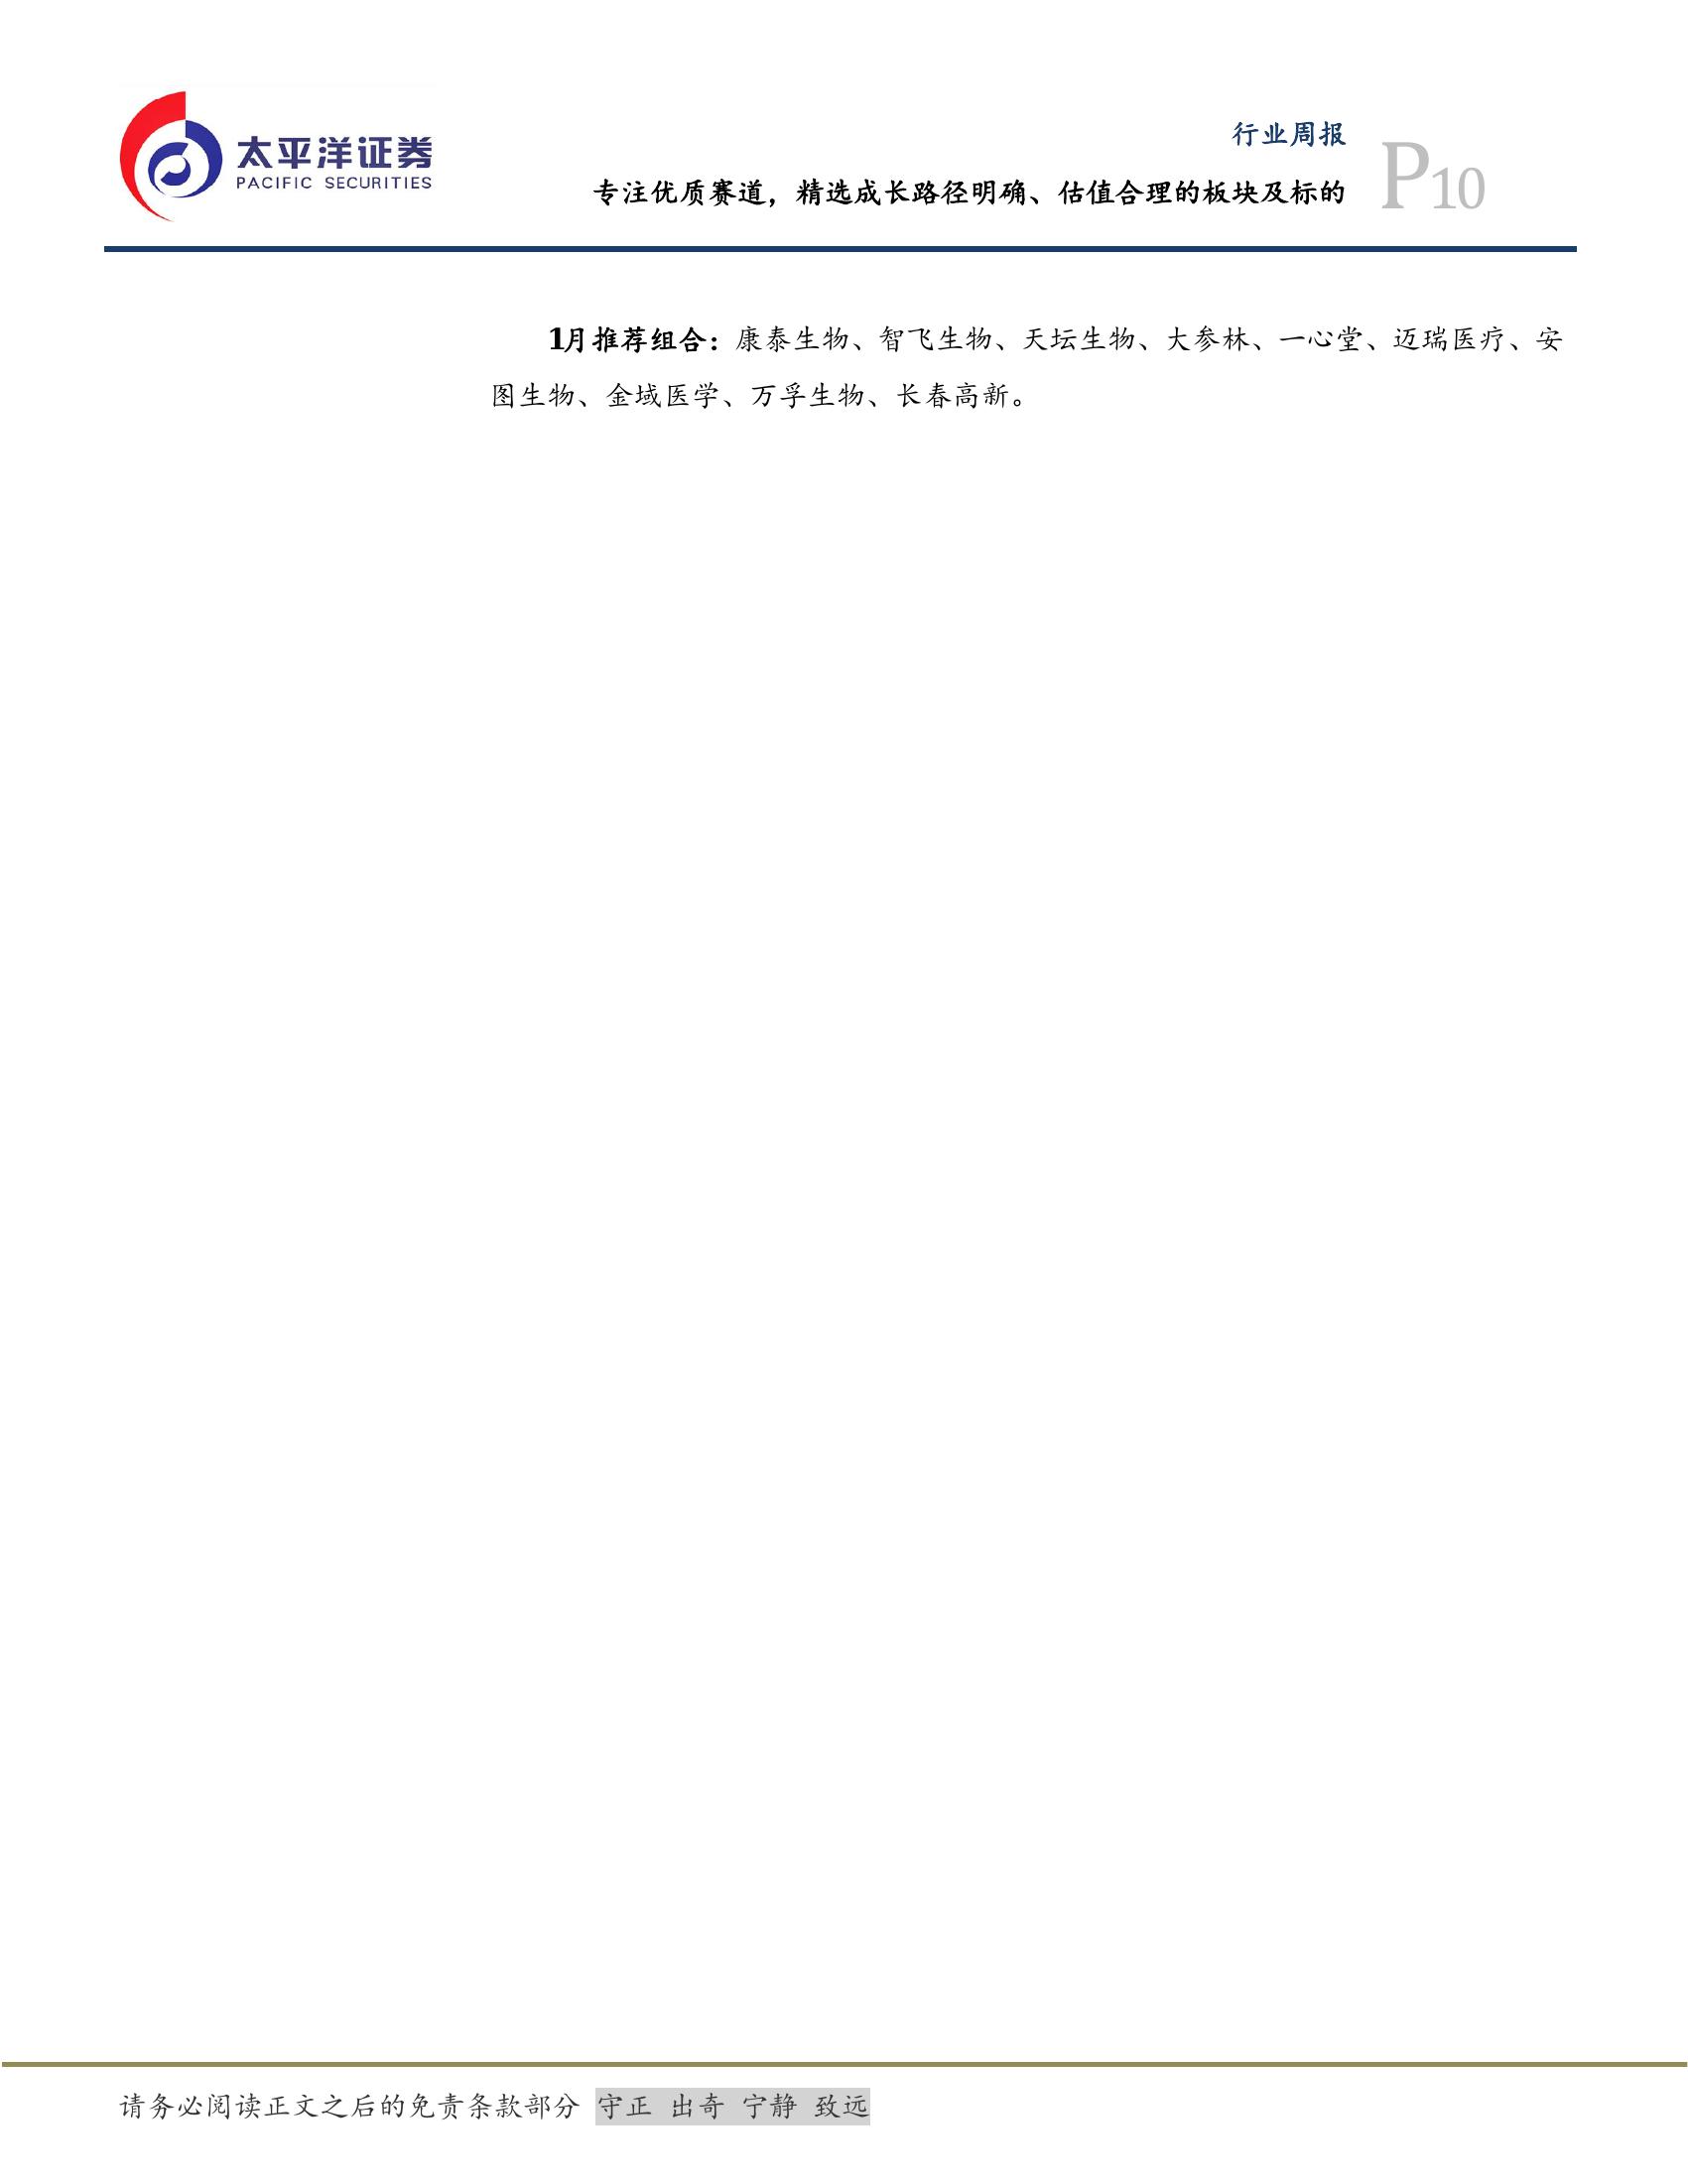 太平洋证券
PACIFIC SECURITIES
行业周报
专注优质赛道，精选成长路径明确、估值合理的板块及标的
P10
1月推荐组合：康泰生物、智飞生物、天坛生物、大参林、一心堂、迈瑞医疗、安
图生物、金域医学、万孚生物、长春高新。
请务必阅读正文之后的免责条款部分 守正 出奇 宁静 致远